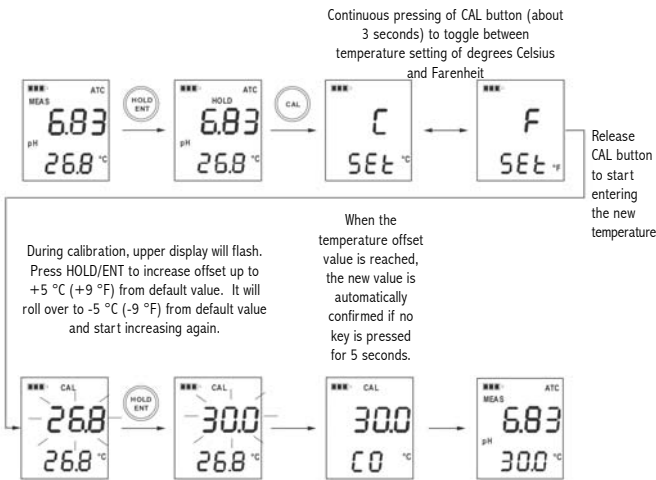 Continuous pressing of CAL button (about
3 seconds) to toggle between
temperature setting of degrees Celsius
and Farenheit
ATC
MEAS
6.83
pH
26.8 °C
HOLD
ENT
ATC
HOLD
6.83
pH
26.8 °C
CAL
C
SEt °C
F
SEt °F
Release
CAL button
to start
entering
the new
temperature
During calibration, upper display will flash.
Press HOLD/ENT to increase offset up to
+5 °C (+9 °F) from default value. It will
roll over to -5 °C (-9 °F) from default value
and start increasing again.
When the
temperature offset
value is reached,
the new value is
automatically
confirmed if no
key is pressed
for 5 seconds.
CAL
26.8
26.8 °C
HOLD
ENT
CAL
30.0
26.8 °C
CAL
30.0
CO °C
ATC
MEAS
6.83
pH
30.0 °C